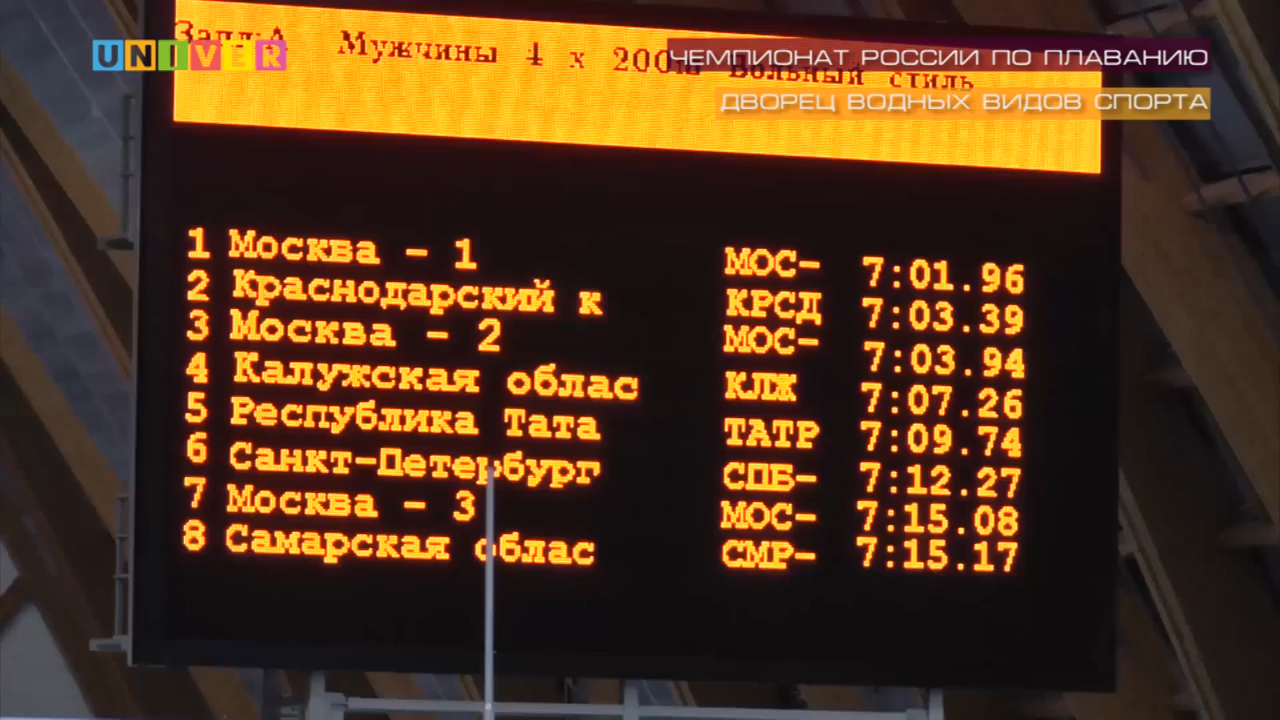 UNIVER
ЧЕМПИОНАТ РОССИИ ПО ПЛАВАНИЮ
ДВОРЕЦ ВОДНЫХ ВИДОВ СПОРТА
Мужчины 4 x 200m Вольный стиль
1 Москва - 1 МОС- 7:01.96
2 Краснодарский к КРСД 7:03.39
3 Москва - 2 МОС- 7:03.94
4 Калужская облас КЛЖ 7:07.26
5 Республика Тата ТАТР 7:09.74
6 Санкт-Петербург СПБ- 7:12.27
7 Москва - 3 МОС- 7:15.08
8 Самарская облас СМР- 7:15.17